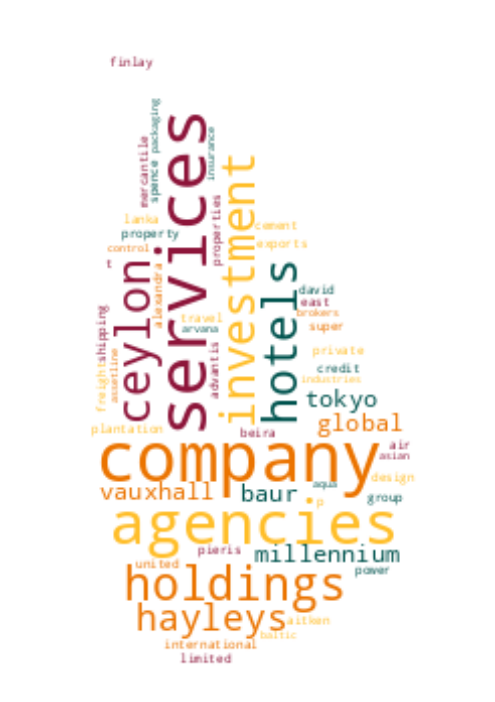 finlay
packaging
spence
mercantile
services
insurance
investment
properties
lanka
property
control
t
cement
exports
ceylon
alexandra
hotels
david
east
brokers
super
travel
arvana
shipping
freight
assetline
advantis
private
credit
industries
tokyo
plantation
beira
global
company
air
asian
vauxhall
baur
aqua
p
design
group
agencies
pieris
millennium
united
power
holdings
hayleys
aitken
baltic
international
limited